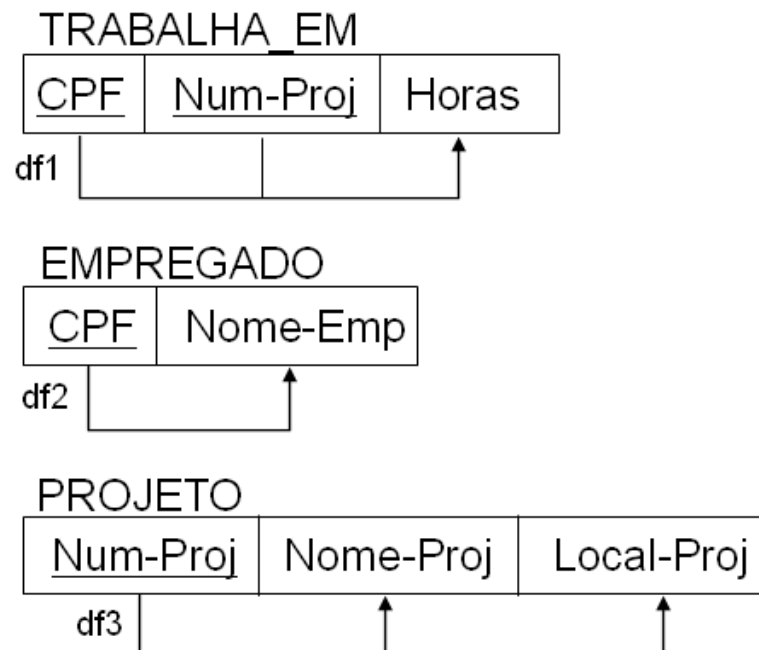 TRABALHA_EM
CPF Num-Proj Horas
df1
EMPREGADO
CPF Nome-Emp
df2
PROJETO
Num-Proj Nome-Proj Local-Proj
df3